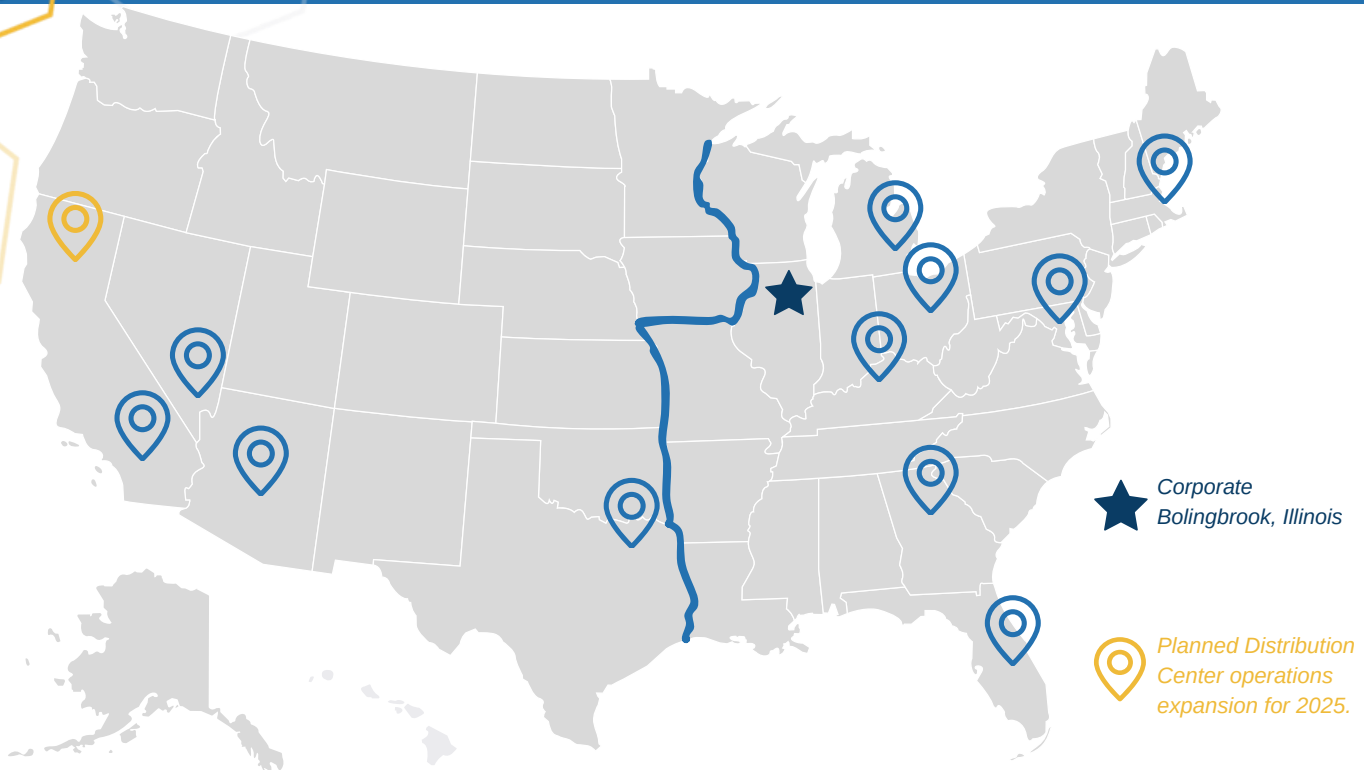 Corporate
Bolingbrook, Illinois
Planned Distribution
Center operations
expansion for 2025.